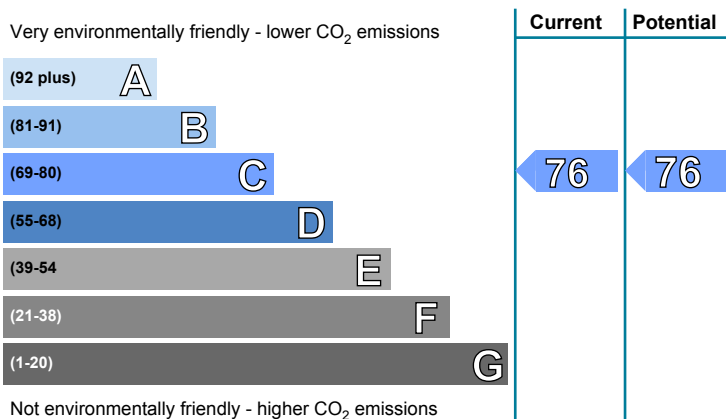 Very environmentally friendly - lower CO2 emissions
Current Potential
(92 plus) A
(81-91) B
(69-80) C 76 76
(55-68) D
(39-54 E
(21-38) F
(1-20) G
Not environmentally friendly - higher CO2 emissions